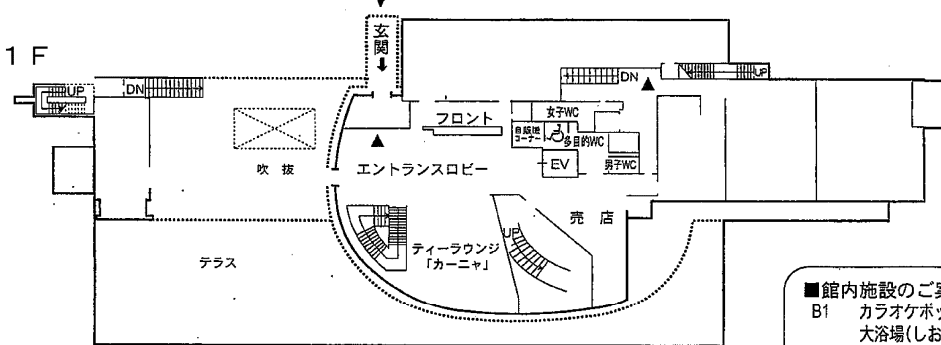 1 F
玄関
UP
DN
DN
UP
フロント
女子WC
自販機
コーナー
多目的WC
EV
男子WC
吹 抜
エントランスロビー
売 店
UP
ティーラウンジ
「カーニャ」
テラス
■館内施設のご案
B1 カラオケボッ
大浴場(しお